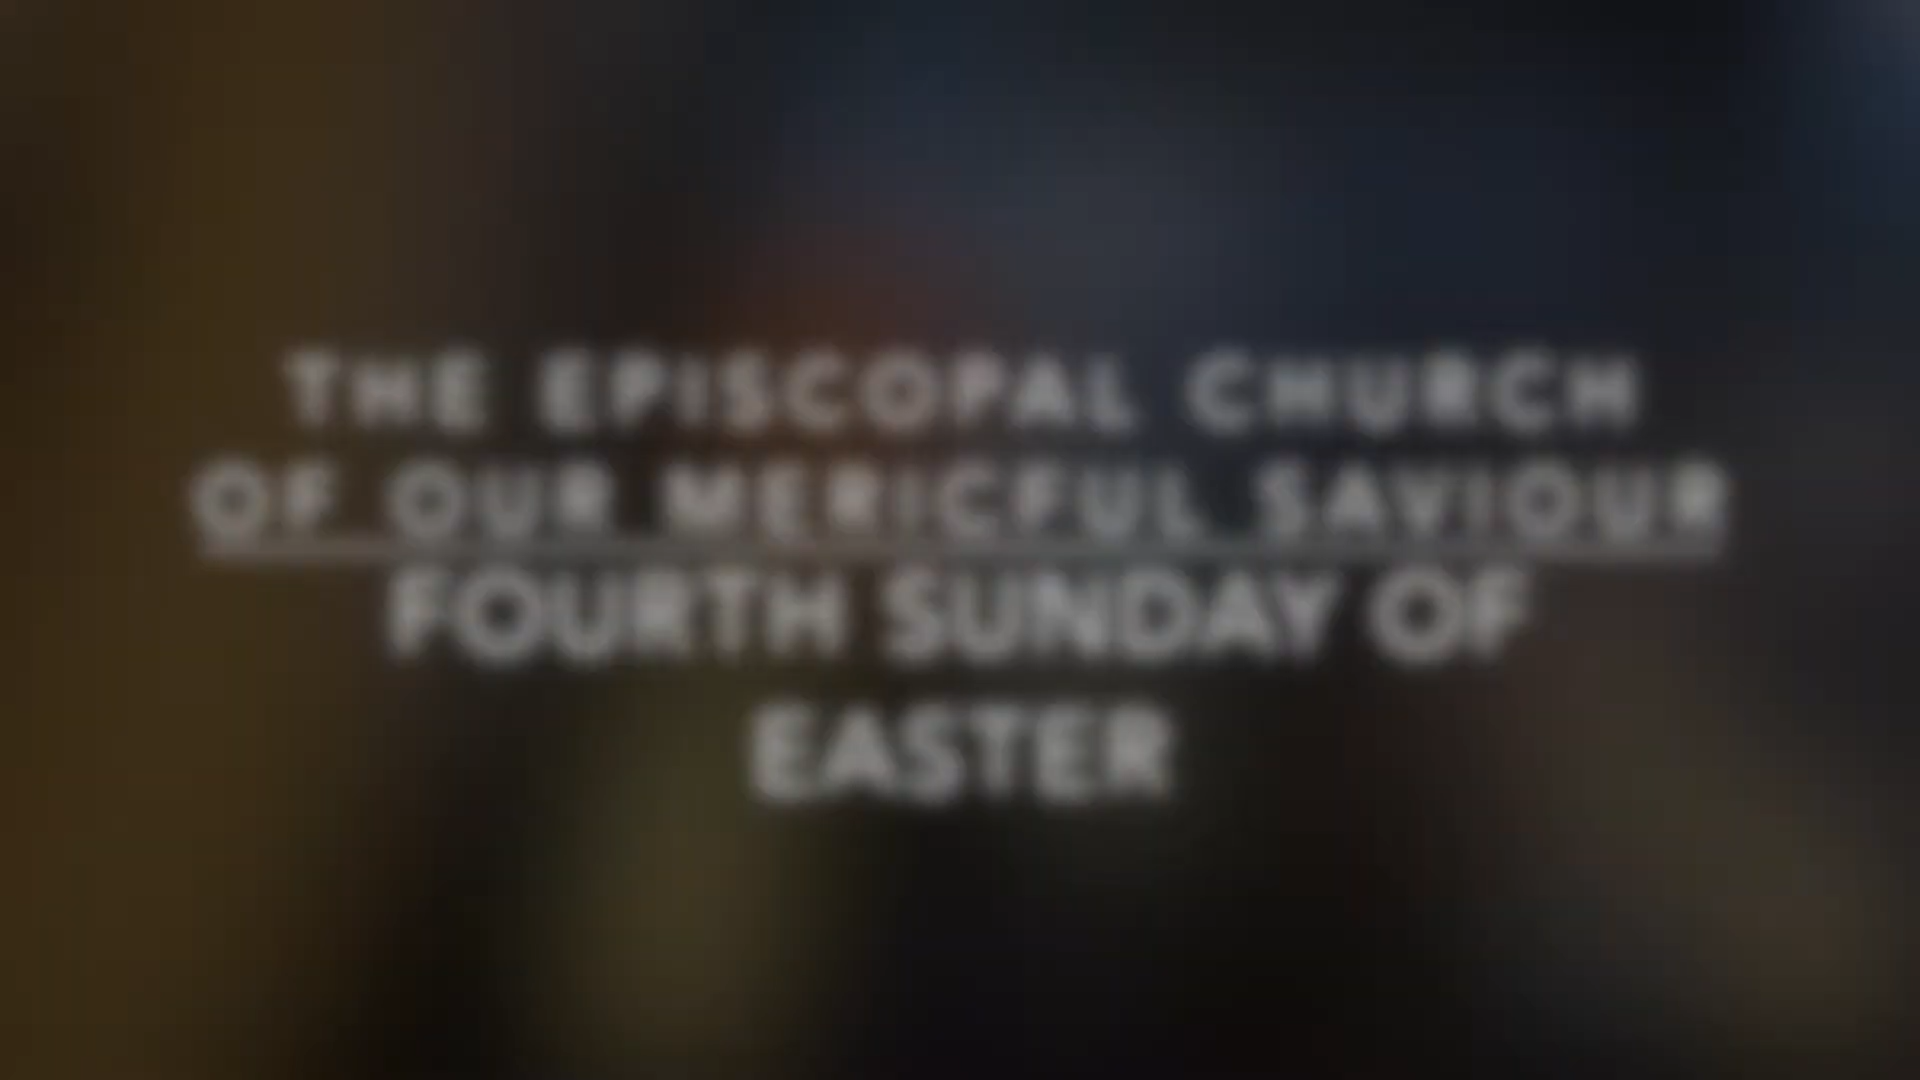 THE EPISCOPAL CHURCH
OF OUR MERICFUL SAVIOUR
FOURTH SUNDAY OF
EASTER